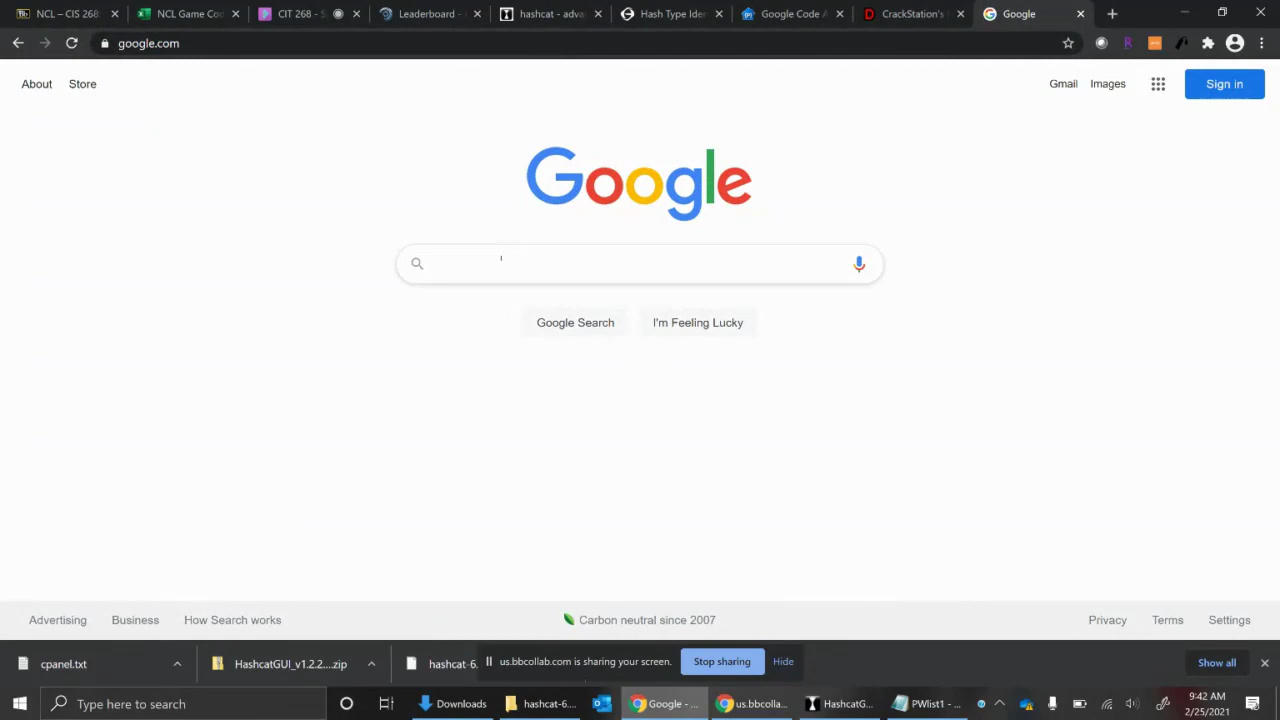 NCL – CIS 268
NCL Game Co
CIT 268 - S
Leaderboard -
hashcat - adva
Hash Type Ide
Google Code A
CrackStation's
Google
google.com
About Store
Gmail Images Sign in
Google
Google Search I'm Feeling Lucky
Advertising Business How Search works
Carbon neutral since 2007
Privacy Terms Settings
cpanel.txt
HashcatGUI_v1.2.2....zip
hashcat-6.
us.bbcollab.com is sharing your screen.
Stop sharing
Hide
Show all
Type here to search
Downloads
hashcat-6....
Google - ...
us.bbcolla...
HashcatG...
PWlist1 - ...
9:42 AM
2/25/2021